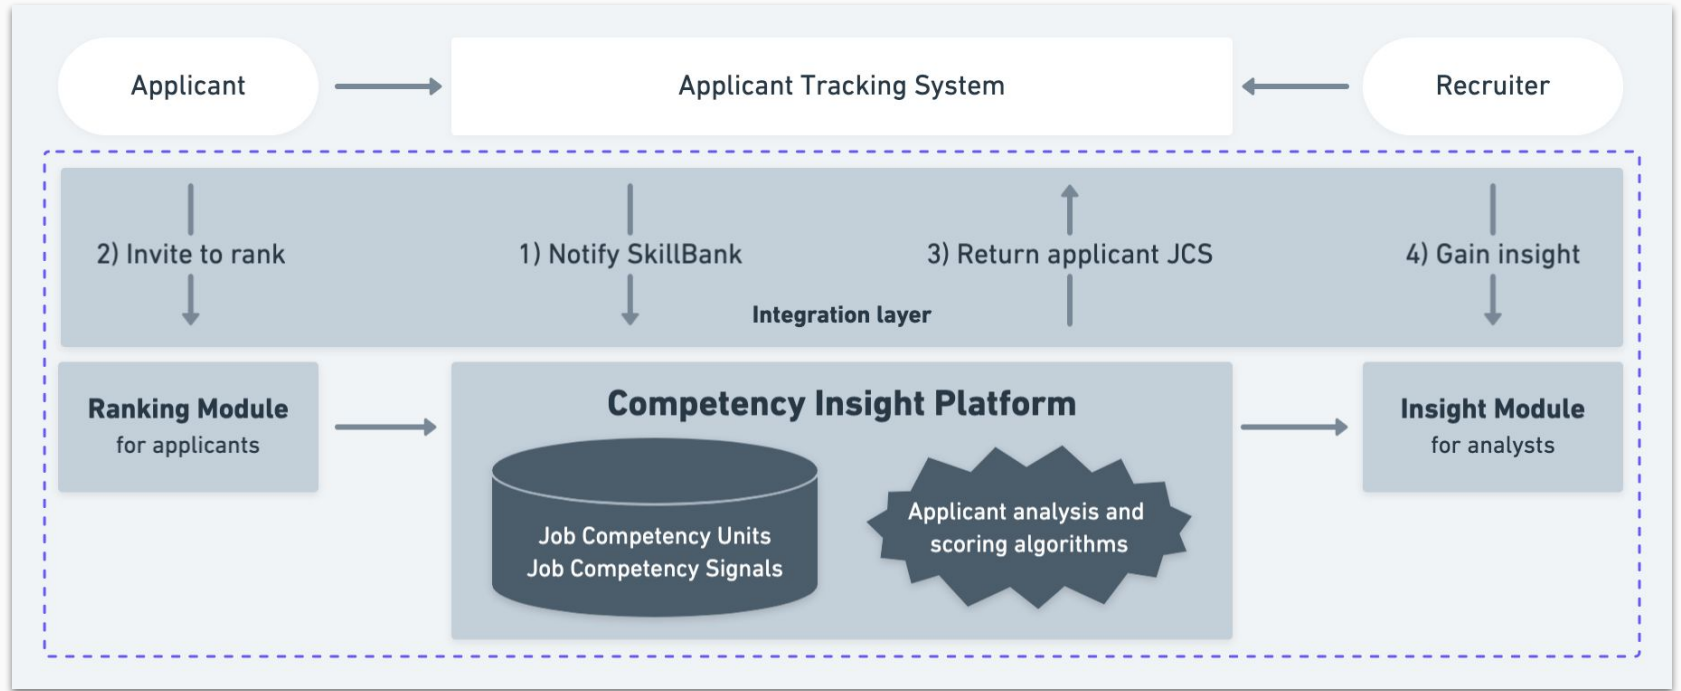 Applicant
Applicant Tracking System
Recruiter
2) Invite to rank
1) Notify SkillBank
3) Return applicant JCS
4) Gain insight
Integration layer
Ranking Module
for applicants
Competency Insight Platform
Job Competency Units
Job Competency Signals
Applicant analysis and
scoring algorithms
Insight Module
for analysts